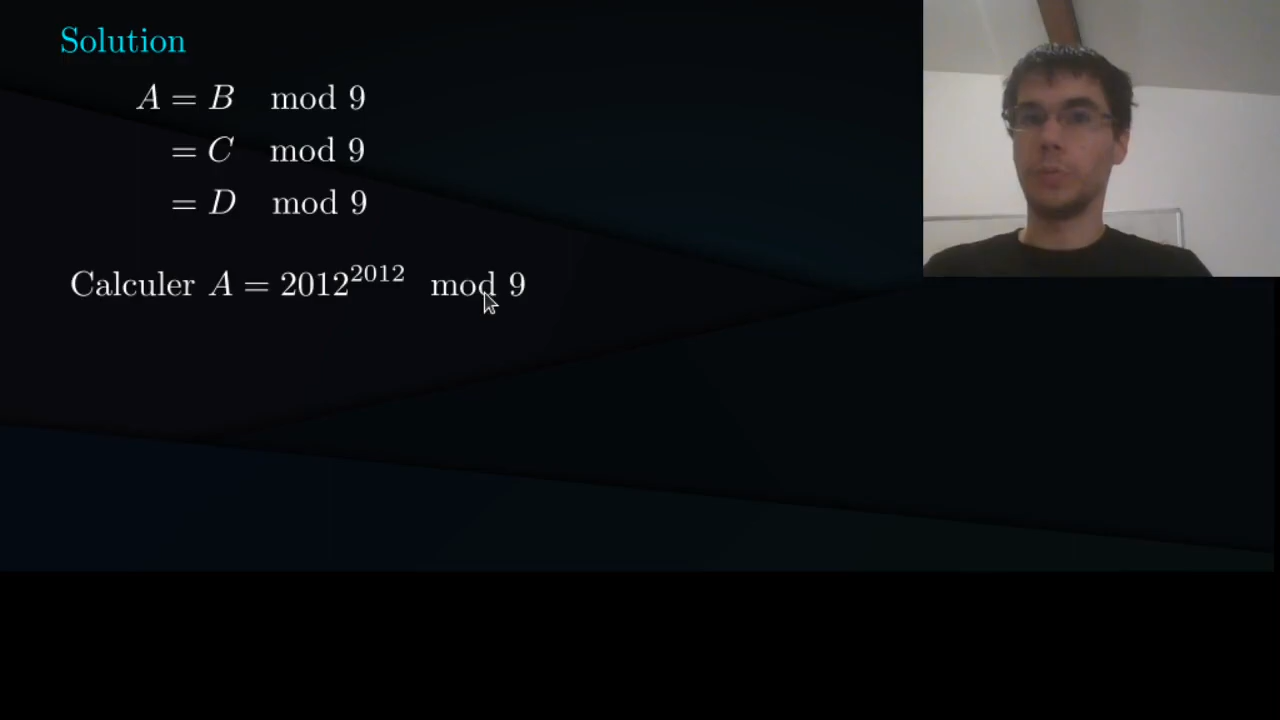 Solution
A = B mod 9
= C mod 9
= D mod 9
Calculer A = 2012^2012 mod 9